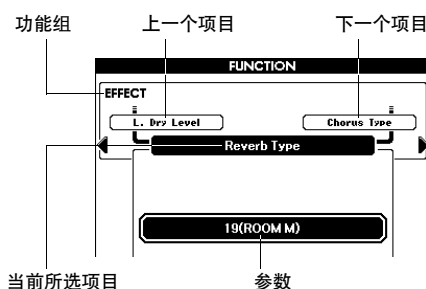 功能组 上一个项目 下一个项目
FUNCTION
EFFECT
L. Dry Level Chorus Type
Reverb Type
19(ROOM M)
当前所选项目 参数